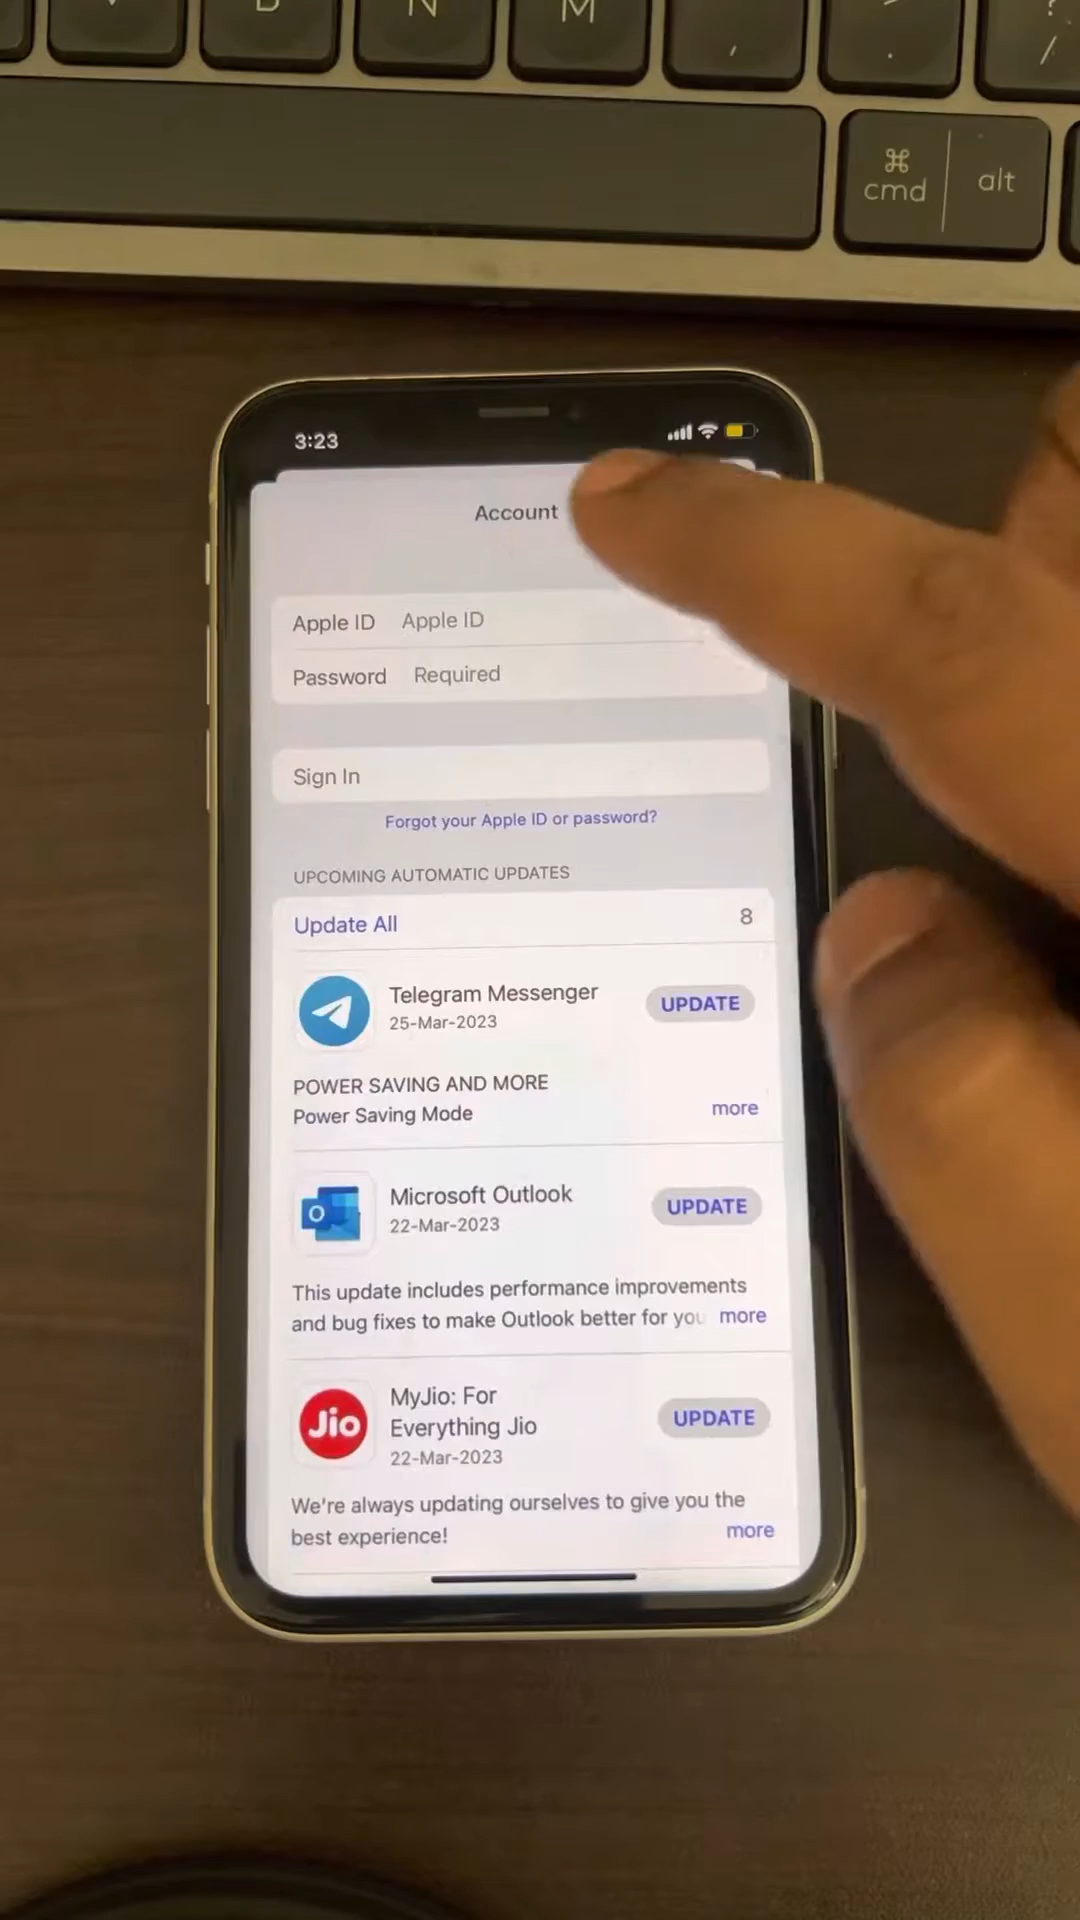 B N M
, . /
⌘
cmd alt
3:23
Account
Apple ID Apple ID
Password Required
Sign In
Forgot your Apple ID or password?
UPCOMING AUTOMATIC UPDATES
Update All 8
Telegram Messenger
25-Mar-2023
UPDATE
POWER SAVING AND MORE
Power Saving Mode more
Microsoft Outlook
22-Mar-2023
UPDATE
O
This update includes performance improvements
and bug fixes to make Outlook better for you more
MyJio: For
Everything Jio
22-Mar-2023
UPDATE
Jio
We're always updating ourselves to give you the
best experience! more